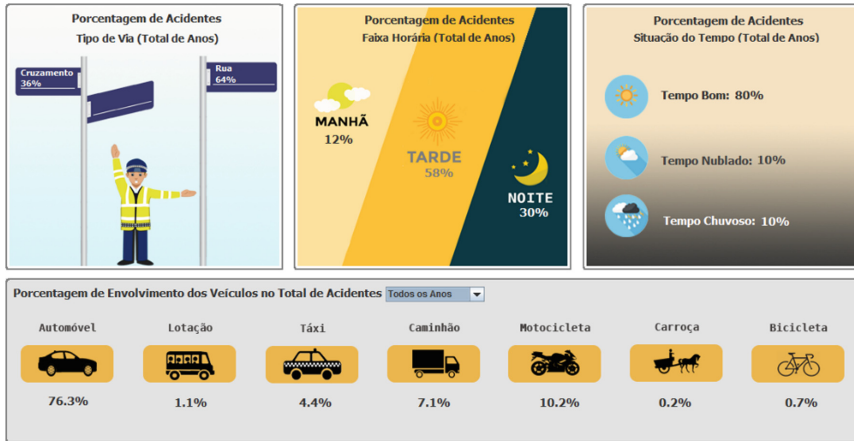 Porcentagem de Acidentes
Tipo de Via (Total de Anos)
Cruzamento
36%
Rua
64%
Porcentagem de Acidentes
Faixa Horária (Total de Anos)
MANHÃ
12%
TARDE
58%
NOITE
30%
Porcentagem de Acidentes
Situação do Tempo (Total de Anos)
Tempo Bom: 80%
Tempo Nublado: 10%
Tempo Chuvoso: 10%
Porcentagem de Envolvimento dos Veículos no Total de Acidentes Todos os Anos
Automóvel Lotação Táxi Caminhão Motocicleta Carroça Bicicleta
76.3% 1.1% 4.4% 7.1% 10.2% 0.2% 0.7%